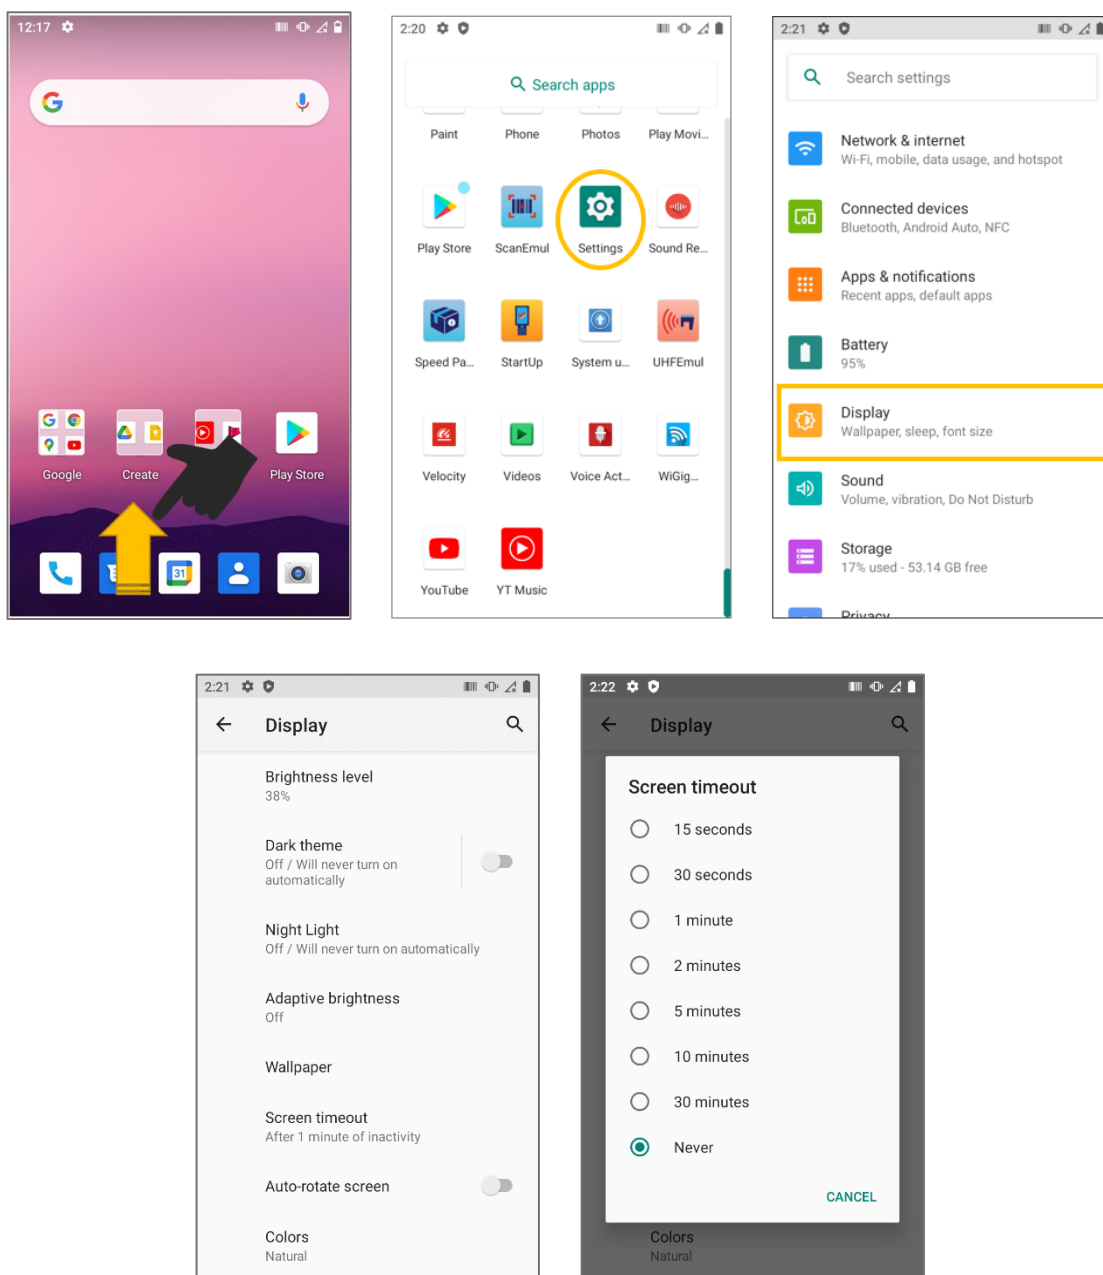 12:17
Google
Create
Play Store
31
2:20
Search apps
Paint
Phone
Photos
Play Movi...
Play Store
ScanEmul
Settings
Sound Re...
Speed Pa...
StartUp
System u...
UHFEmul
Velocity
Videos
Voice Act...
WiGig...
YouTube
YT Music
2:21
Search settings
Network & internet
Wi-Fi, mobile, data usage, and hotspot
Connected devices
Bluetooth, Android Auto, NFC
Apps & notifications
Recent apps, default apps
Battery
95%
Display
Wallpaper, sleep, font size
Sound
Volume, vibration, Do Not Disturb
Storage
17% used - 53.14 GB free
Privacy
2:21
Display
Brightness level
38%
Dark theme
Off / Will never turn on
automatically
Night Light
Off / Will never turn on automatically
Adaptive brightness
Off
Wallpaper
Screen timeout
After 1 minute of inactivity
Auto-rotate screen
Colors
Natural
2:22
Display
Screen timeout
15 seconds
30 seconds
1 minute
2 minutes
5 minutes
10 minutes
30 minutes
Never
CANCEL
Colors
Natural